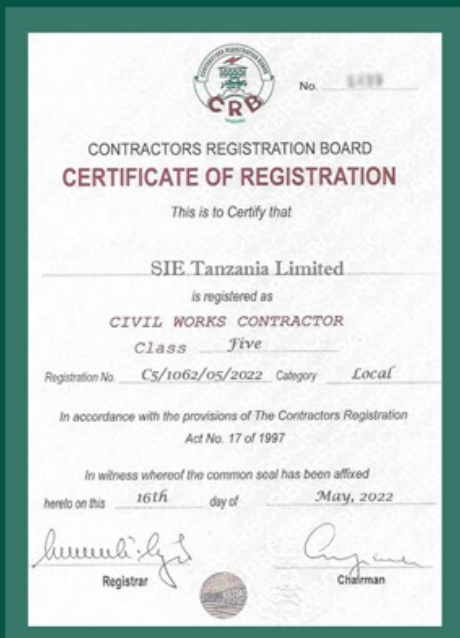 CONTRACTORS REGISTRATION BOARD
CRB
No.
CONTRACTORS REGISTRATION BOARD
CERTIFICATE OF REGISTRATION
This is to Certify that
SIE Tanzania Limited
is registered as
CIVIL WORKS CONTRACTOR
Class Five
Registration No. C5/1062/05/2022 Category Local
In accordance with the provisions of The Contractors Registration
Act No. 17 of 1997
In witness whereof the common seal has been affixed
hereto on this 16th day of May, 2022
Registrar Chairman